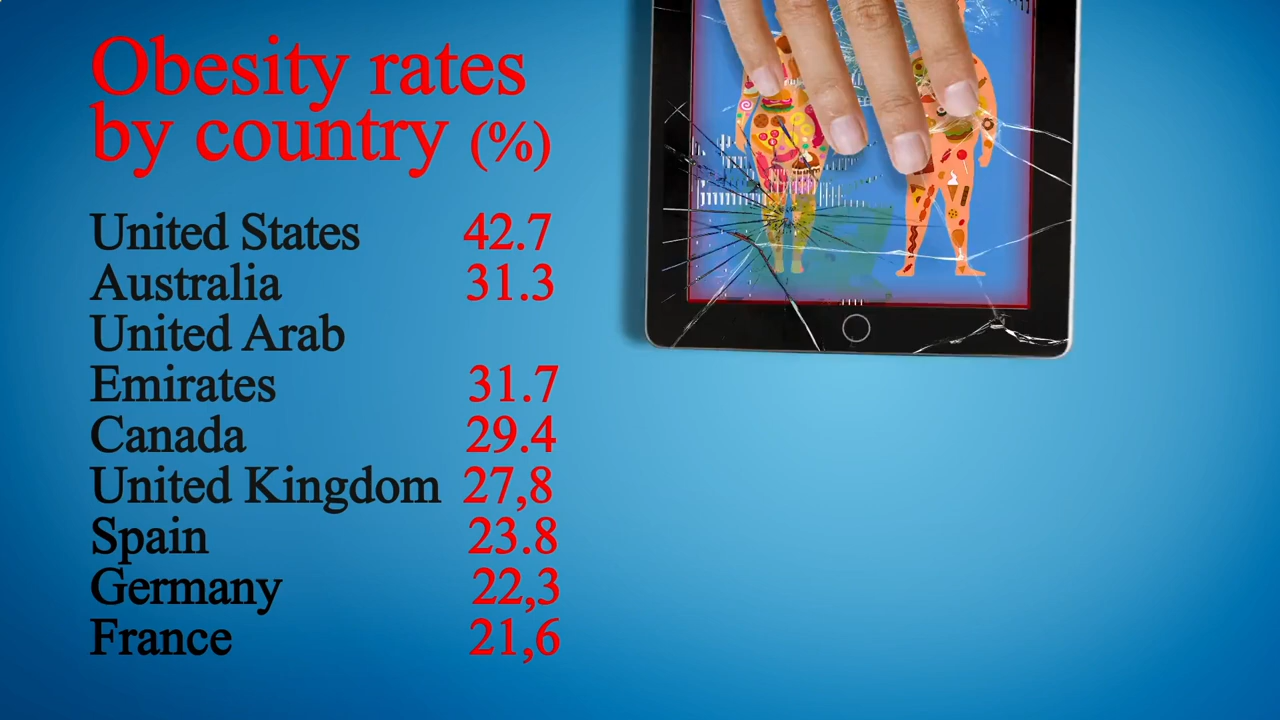 Obesity rates
by country (%)
United States 42.7
Australia 31.3
United Arab
Emirates 31.7
Canada 29.4
United Kingdom 27,8
Spain 23.8
Germany 22,3
France 21,6